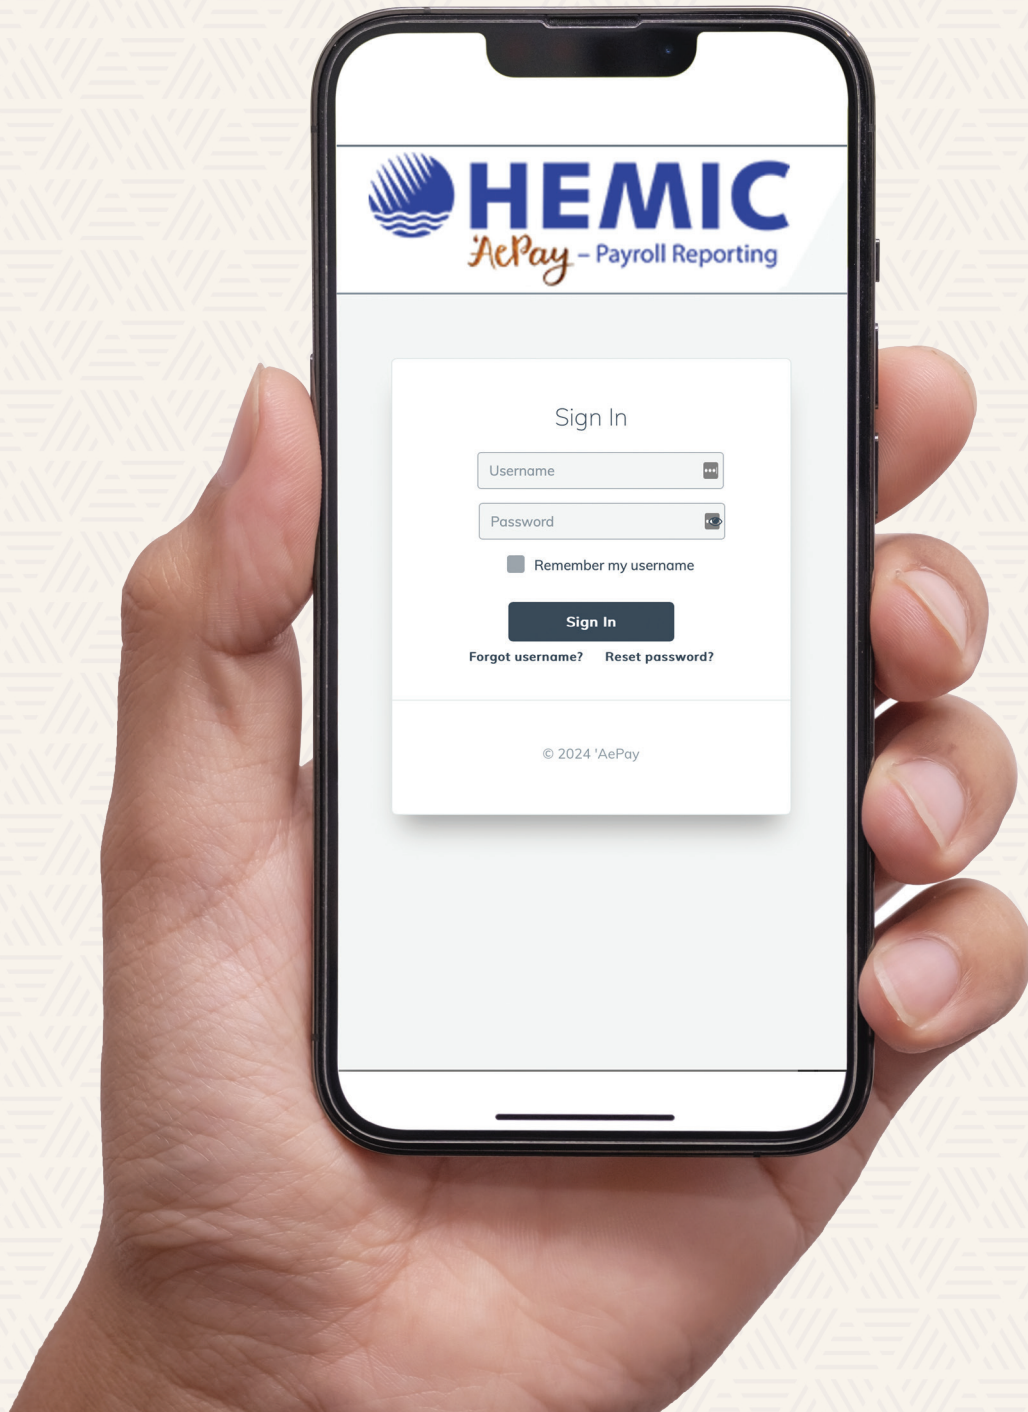 HEMIC
'AePay – Payroll Reporting
Sign In
Username
Password
Remember my username
Sign In
Forgot username? Reset password?
© 2024 'AePay